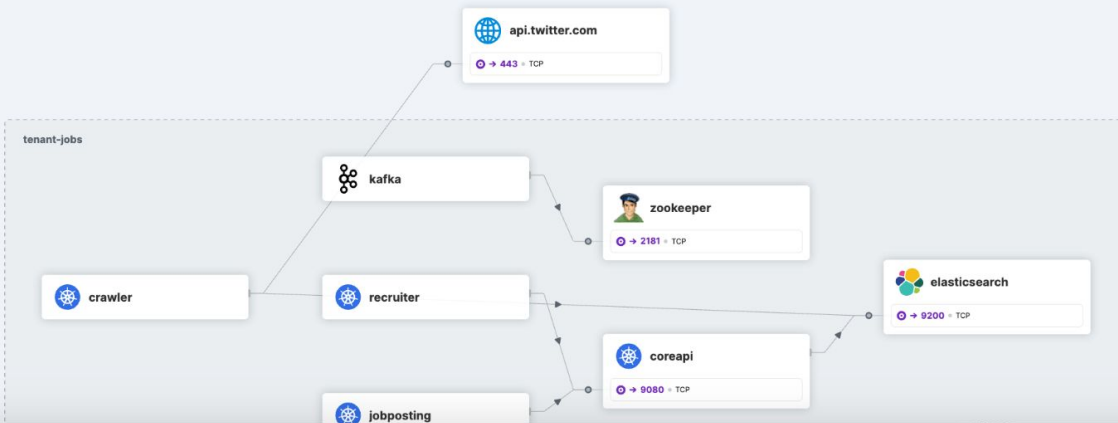 api.twitter.com
→ 443 • TCP
tenant-jobs
kafka
zookeeper
→ 2181 • TCP
crawler
recruiter
elasticsearch
→ 9200 • TCP
coreapi
→ 9080 • TCP
jobposting